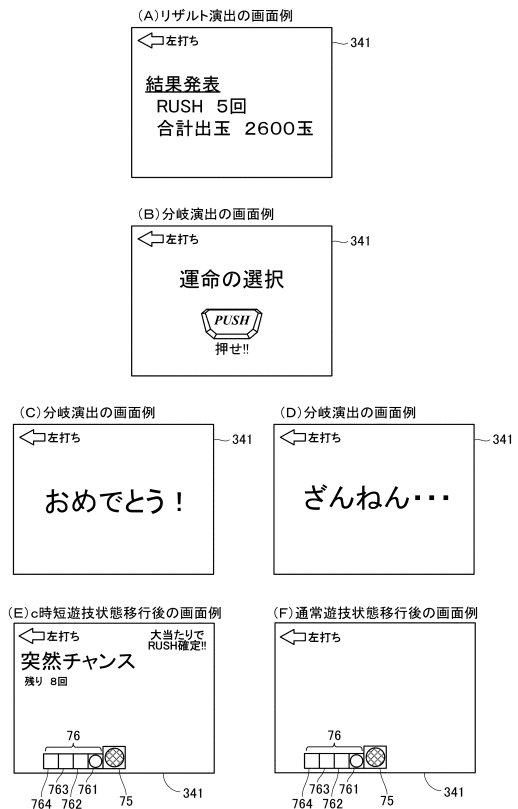 (A)リザルト演出の画面例
左打ち
341
結果発表
RUSH 5回
合計出玉 2600玉
(B)分岐演出の画面例
左打ち
341
運命の選択
PUSH
押せ!!
(C)分岐演出の画面例
左打ち
341
おめでとう!
(D)分岐演出の画面例
左打ち
341
ざんねん・・・
(E)c時短遊技状態移行後の画面例
左打ち
大当たりで
RUSH確定!!
突然チャンス
残り 8回
76
764 763 762 761 75 341
(F)通常遊技状態移行後の画面例
左打ち
76
764 763 762 761 75 341